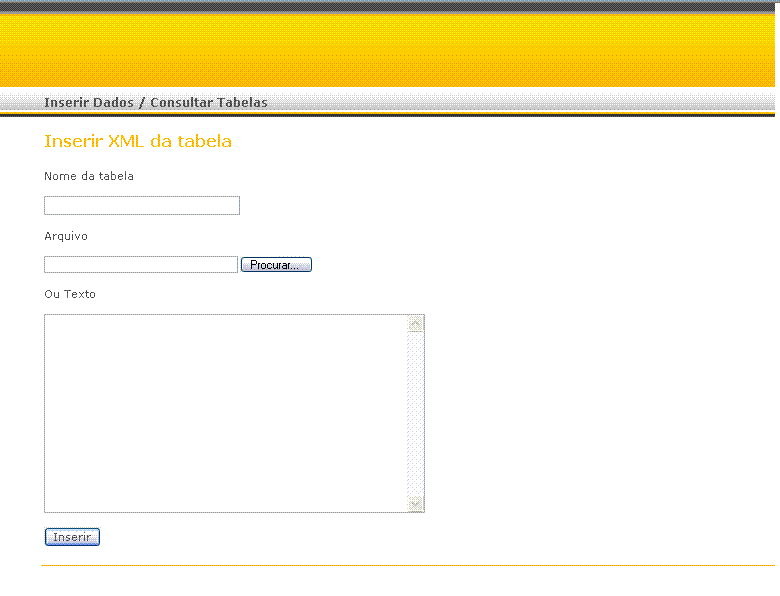 Inserir Dados / Consultar Tabelas
Inserir XML da tabela
Nome da tabela
Arquivo
Procurar...
Ou Texto
Inserir